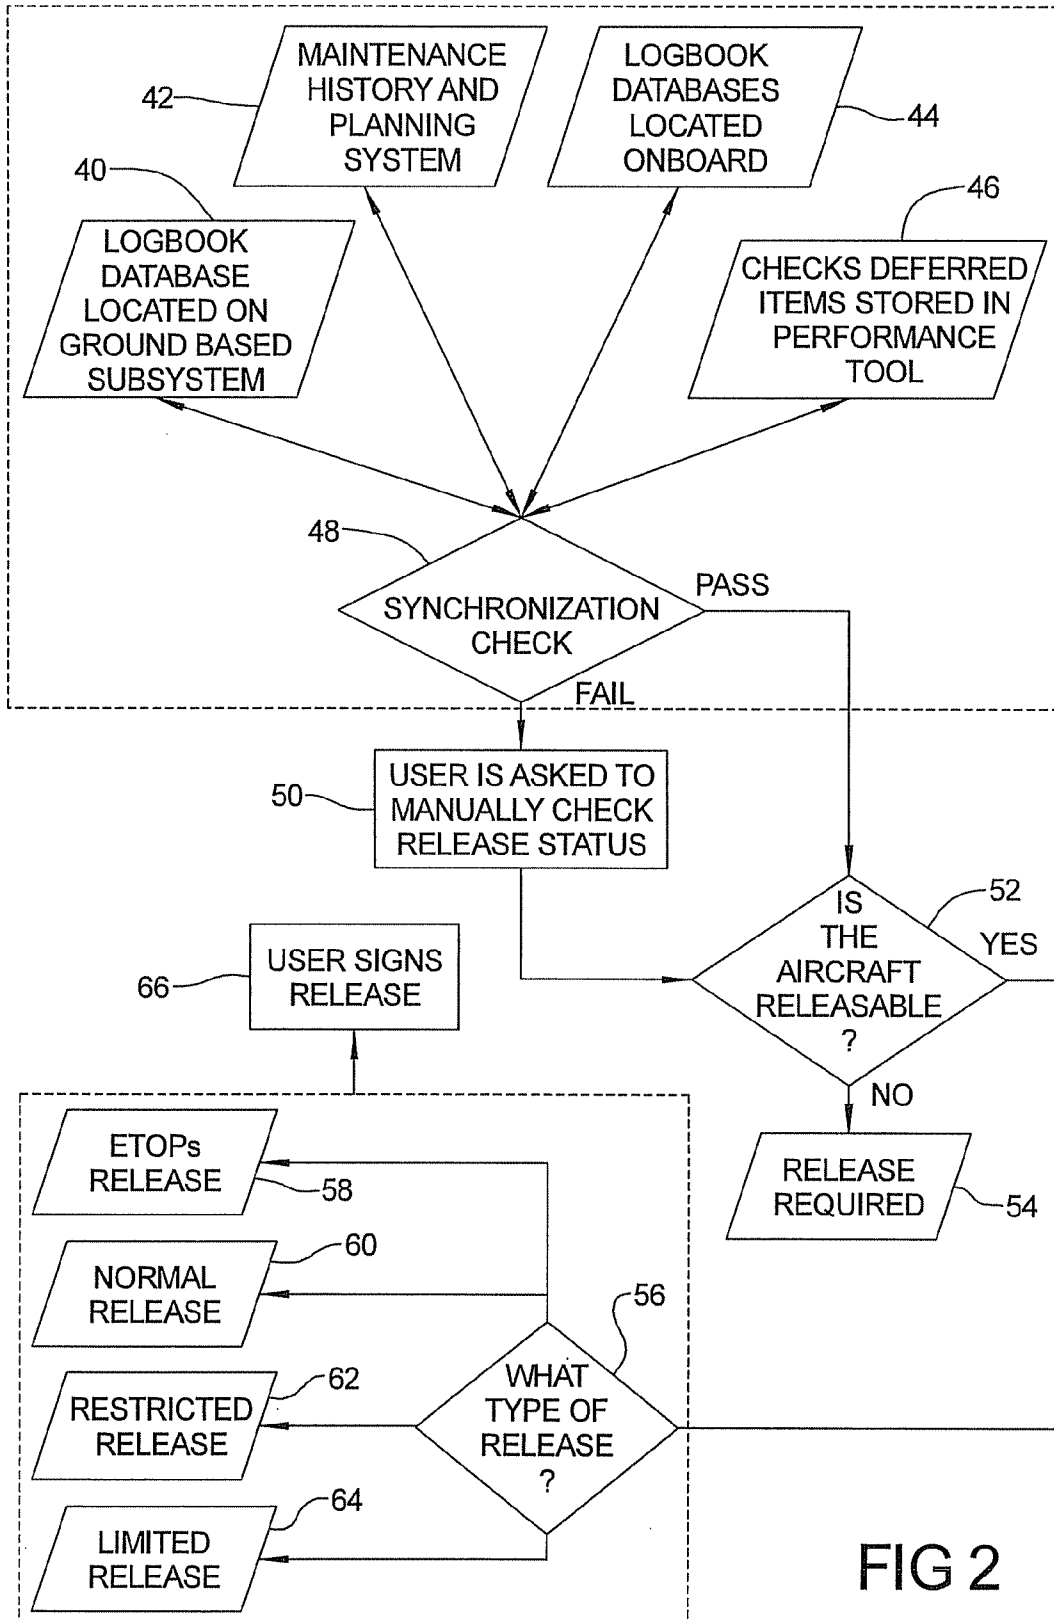 42
MAINTENANCE
HISTORY AND
PLANNING
SYSTEM
LOGBOOK
DATABASES
LOCATED
ONBOARD
44
40
LOGBOOK
DATABASE
LOCATED ON
GROUND BASED
SUBSYSTEM
46
CHECKS DEFERRED
ITEMS STORED IN
PERFORMANCE
TOOL
48
SYNCHRONIZATION
CHECK
PASS
FAIL
50
USER IS ASKED TO
MANUALLY CHECK
RELEASE STATUS
52
IS
THE
AIRCRAFT
RELEASABLE
?
YES
NO
66
USER SIGNS
RELEASE
RELEASE
REQUIRED
54
ETOPs
RELEASE
58
NORMAL
RELEASE
60
56
WHAT
TYPE OF
RELEASE
?
RESTRICTED
RELEASE
62
LIMITED
RELEASE
64
FIG 2